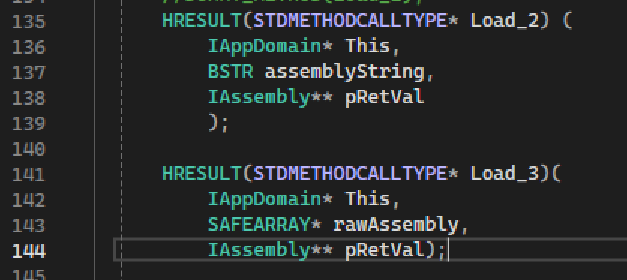 135 HRESULT(STDMETHODCALLTYPE* Load_2) (
136 IAppDomain* This,
137 BSTR assemblyString,
138 IAssembly** pRetVal
139 );
140
141 HRESULT(STDMETHODCALLTYPE* Load_3)(
142 IAppDomain* This,
143 SAFEARRAY* rawAssembly,
144 IAssembly** pRetVal);
145